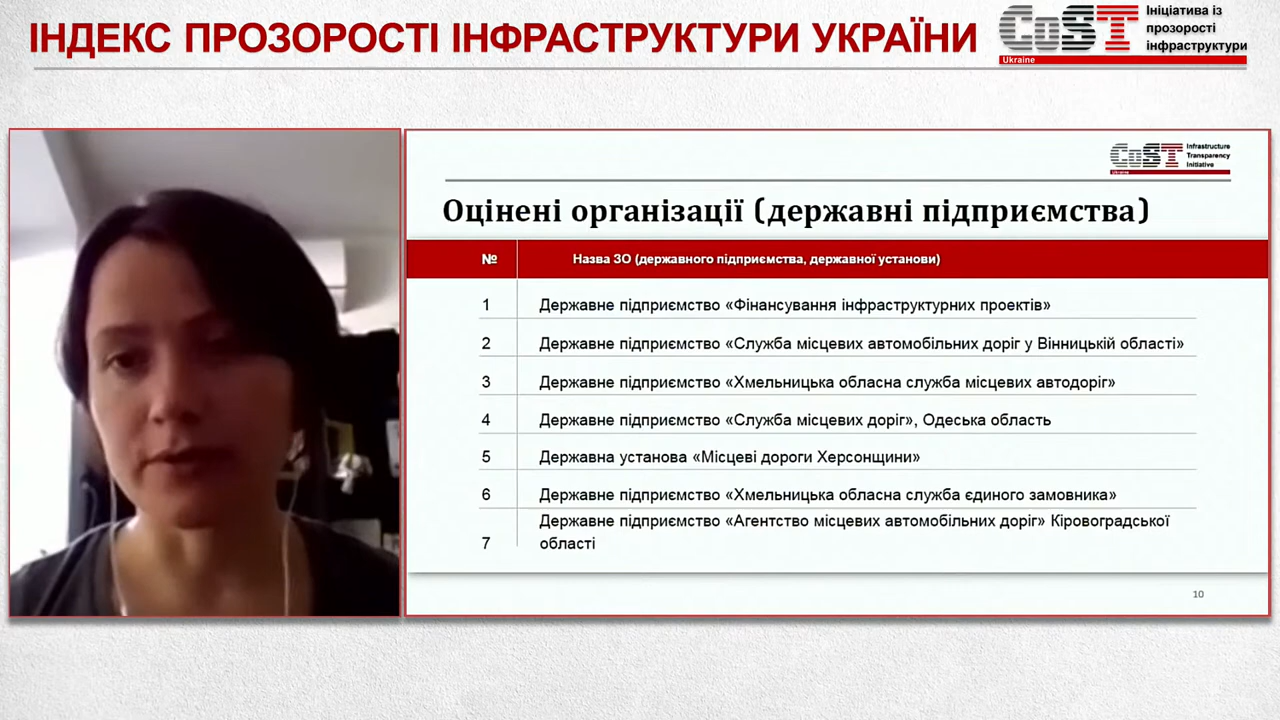 ІНДЕКС ПРОЗОРОСТІ ІНФРАСТРУКТУРИ УКРАЇНИ
CoST
Ініціатива із
прозорості
інфраструктури
Ukraine
CoST
Infrastructure
Transparency
Initiative
Ukraine
Оцінені організації (державні підприємства)
№
Назва ЗО (державного підприємства, державної установи)
1 Державне підприємство «Фінансування інфраструктурних проектів»
2 Державне підприємство «Служба місцевих автомобільних доріг у Вінницькій області»
3 Державне підприємство «Хмельницька обласна служба місцевих автодоріг»
4 Державне підприємство «Служба місцевих доріг», Одеська область
5 Державна установа «Місцеві дороги Херсонщини»
6 Державне підприємство «Хмельницька обласна служба єдиного замовника»
Державне підприємство «Агентство місцевих автомобільних доріг» Кіровоградської
7 області
10